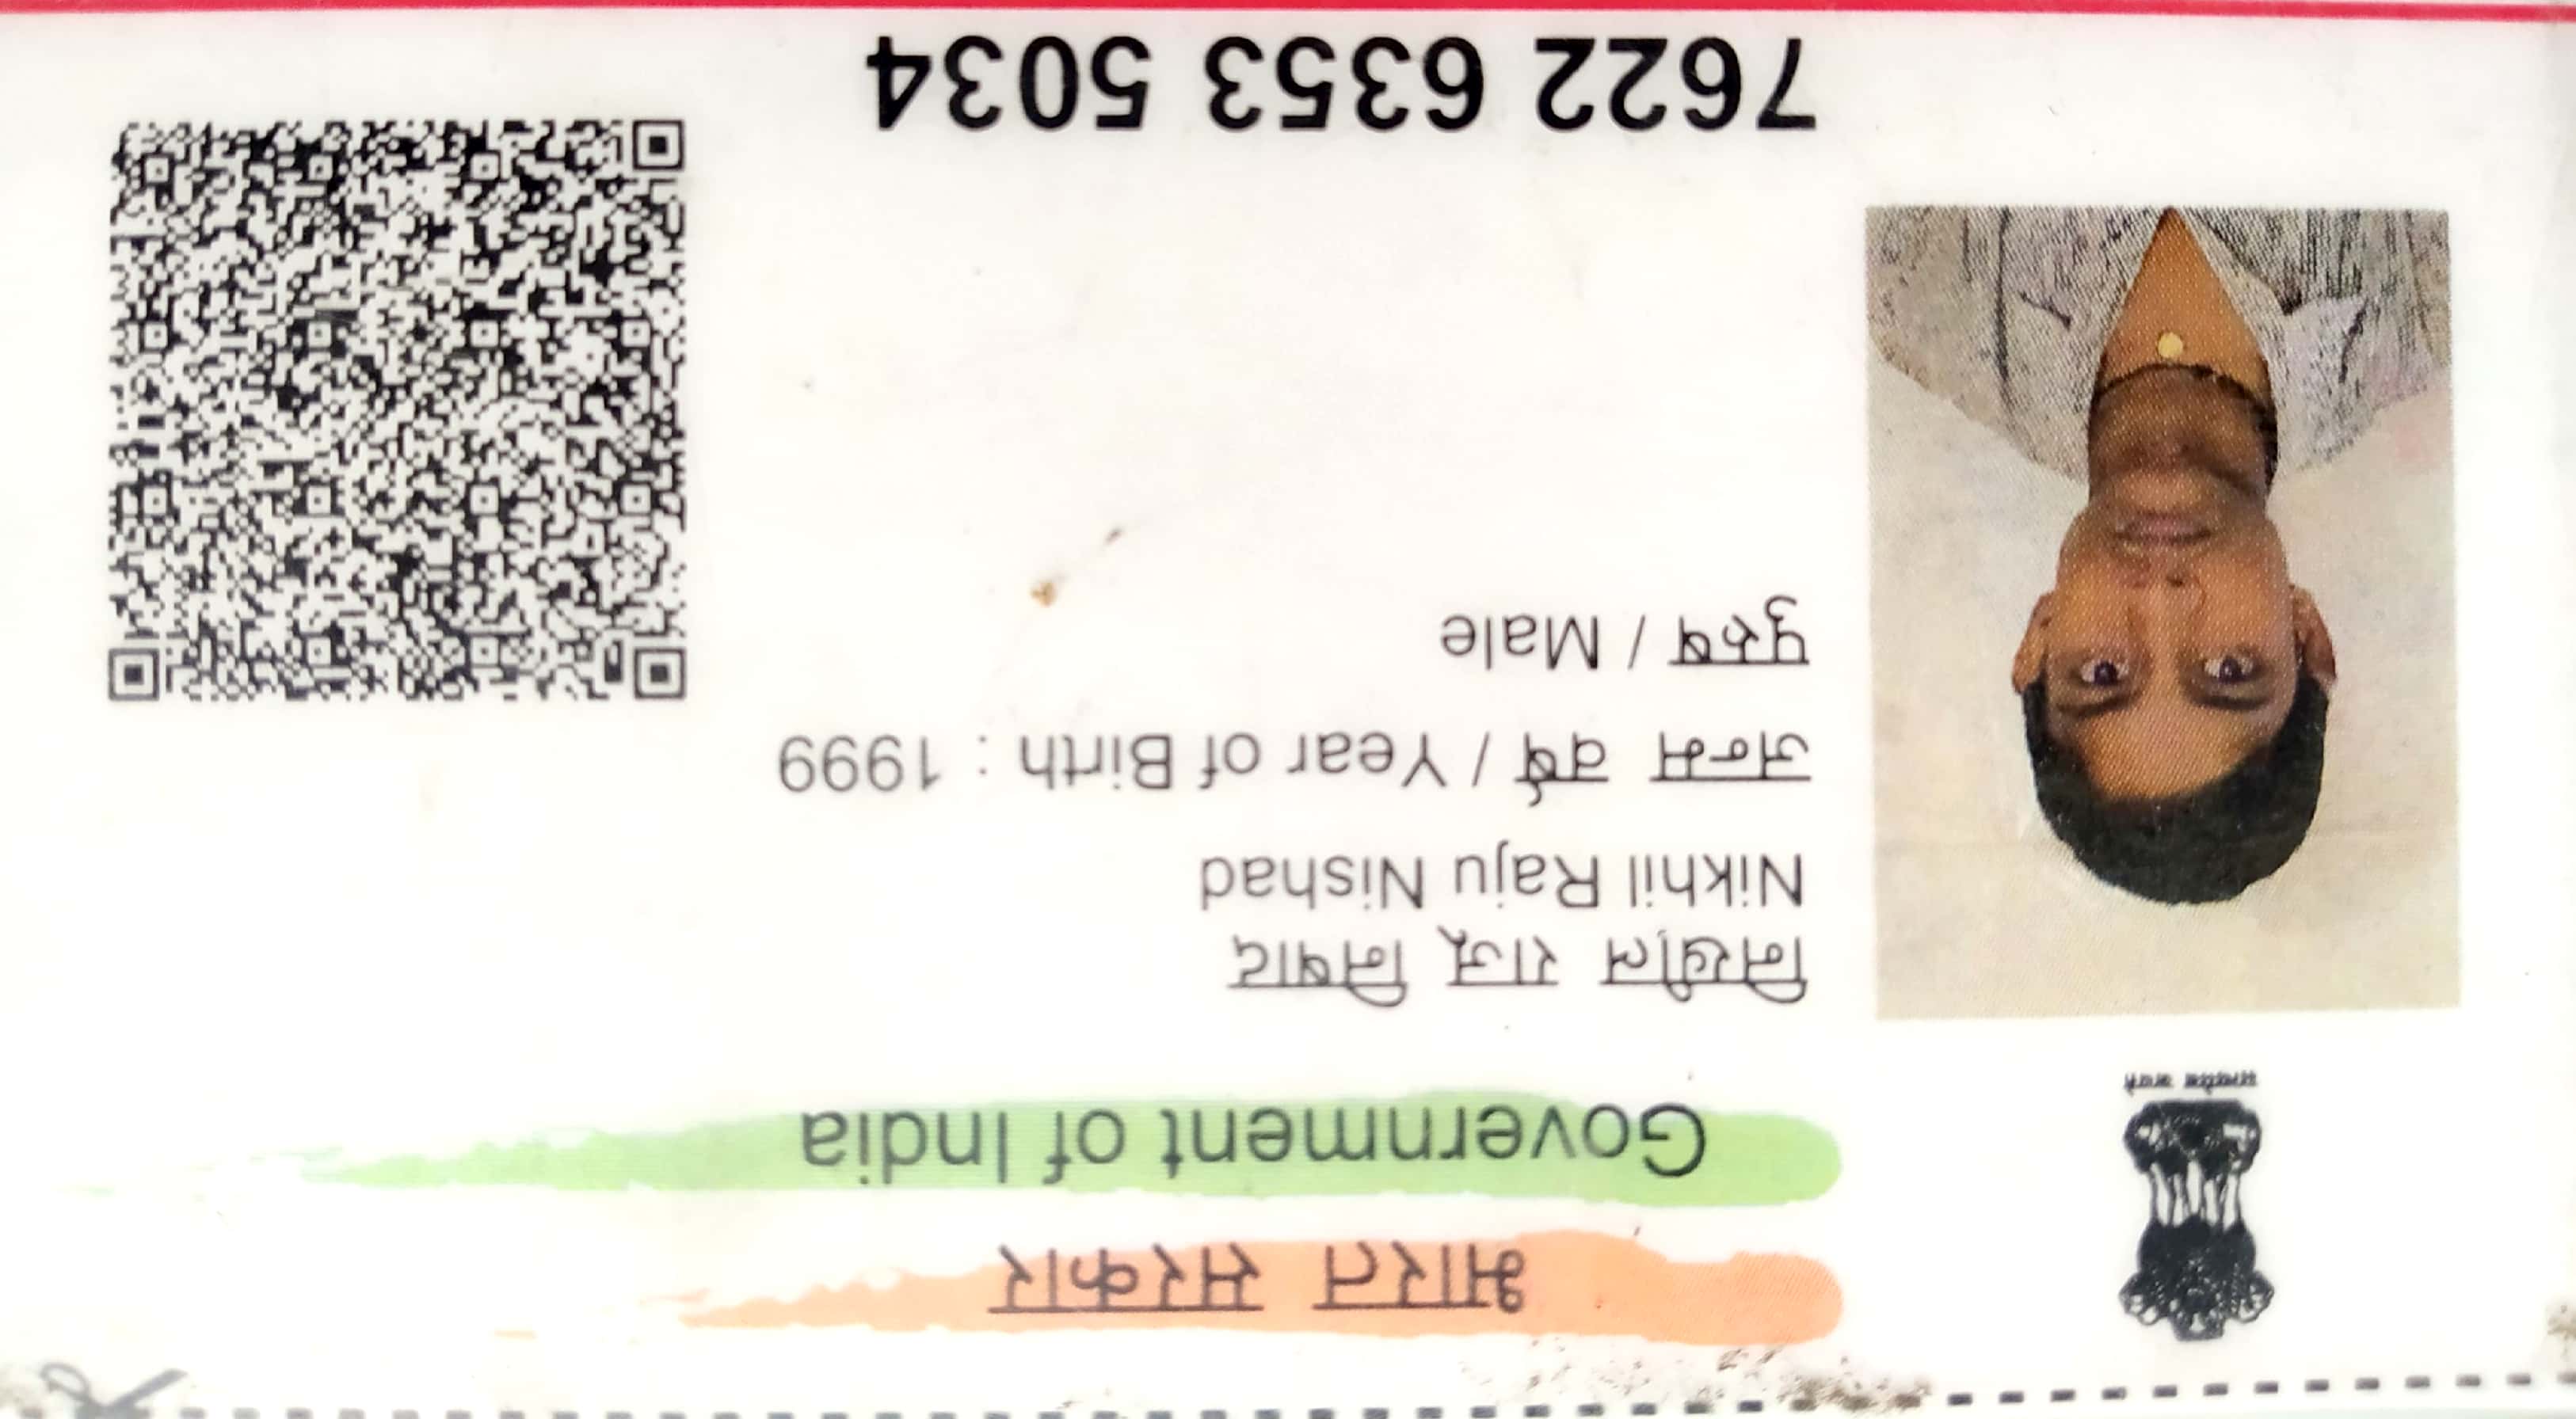 भारत सरकार
Government of India
निखील राजू निषाद
Nikhil Raju Nishad
जन्म वर्ष / Year of Birth : 1999
पुरुष / Male
7622 6353 5034
सत्यमेव जयते